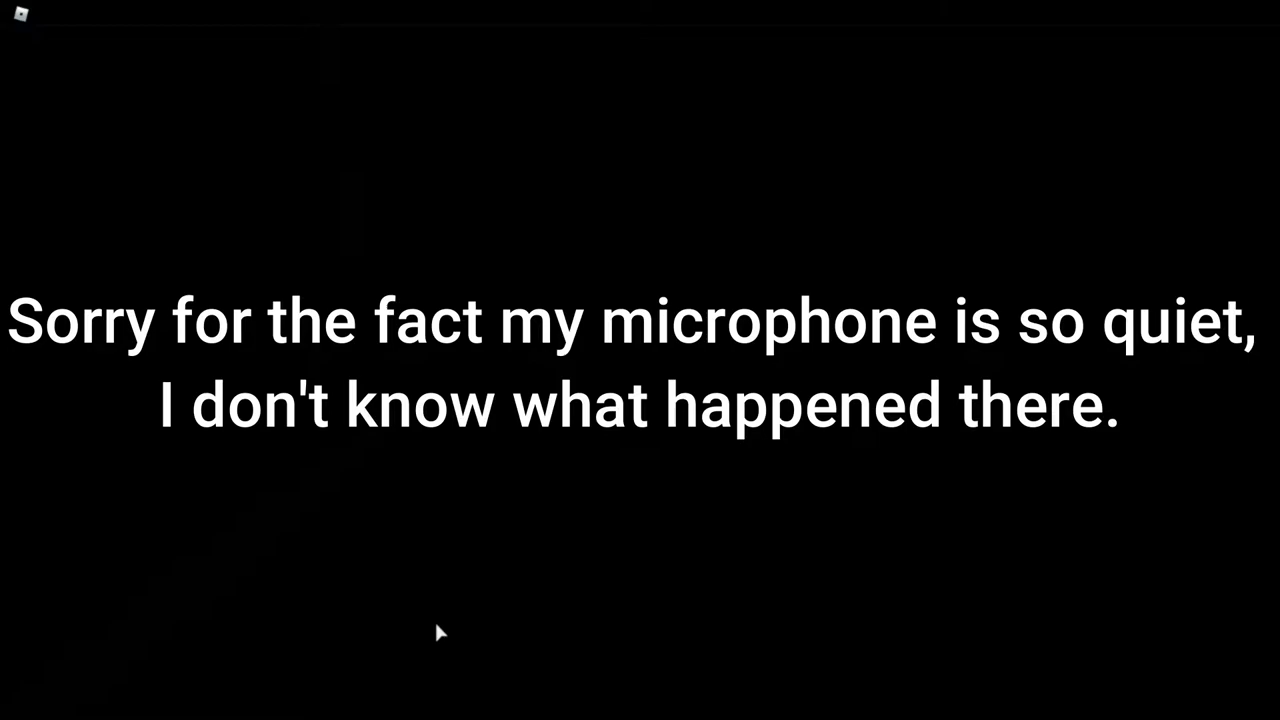 Sorry for the fact my microphone is so quiet,
I don't know what happened there.